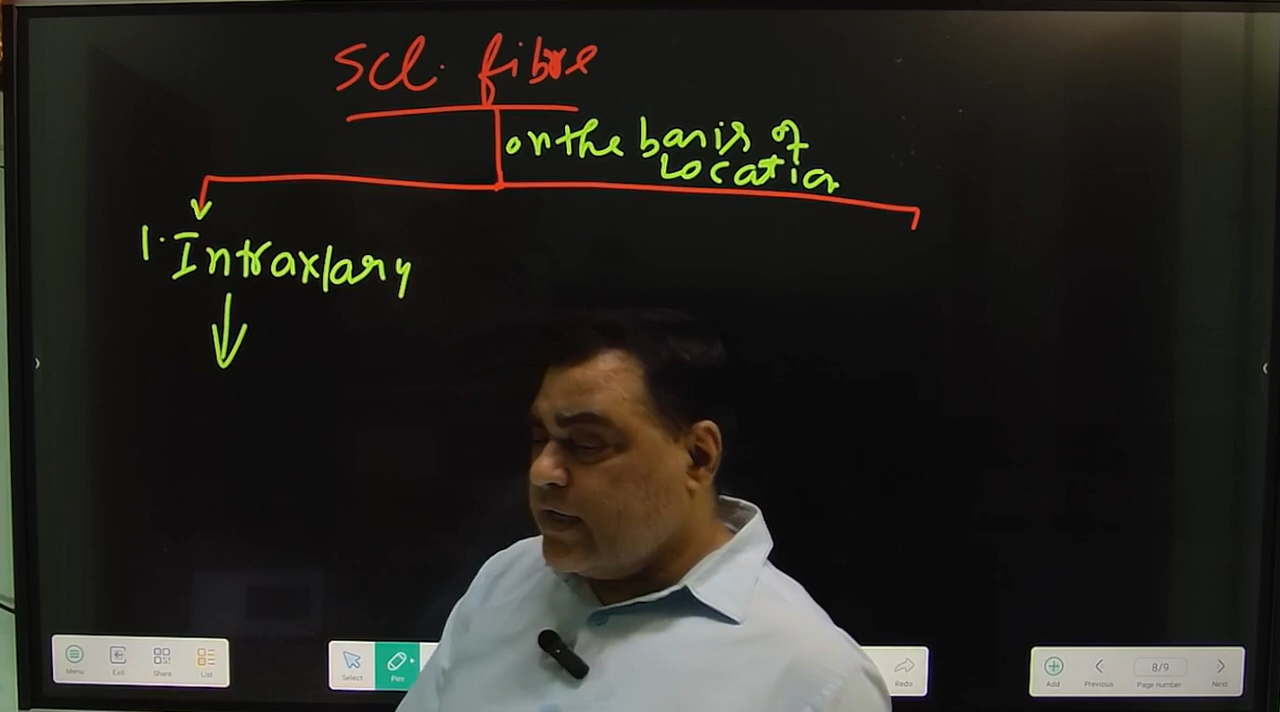 Scl. fibre
on the basis of
Location
1. Intraxlary
Menu
Exit
Share
List
Select
Pen
Redo
Add
Previous
8/9
Page number
Next